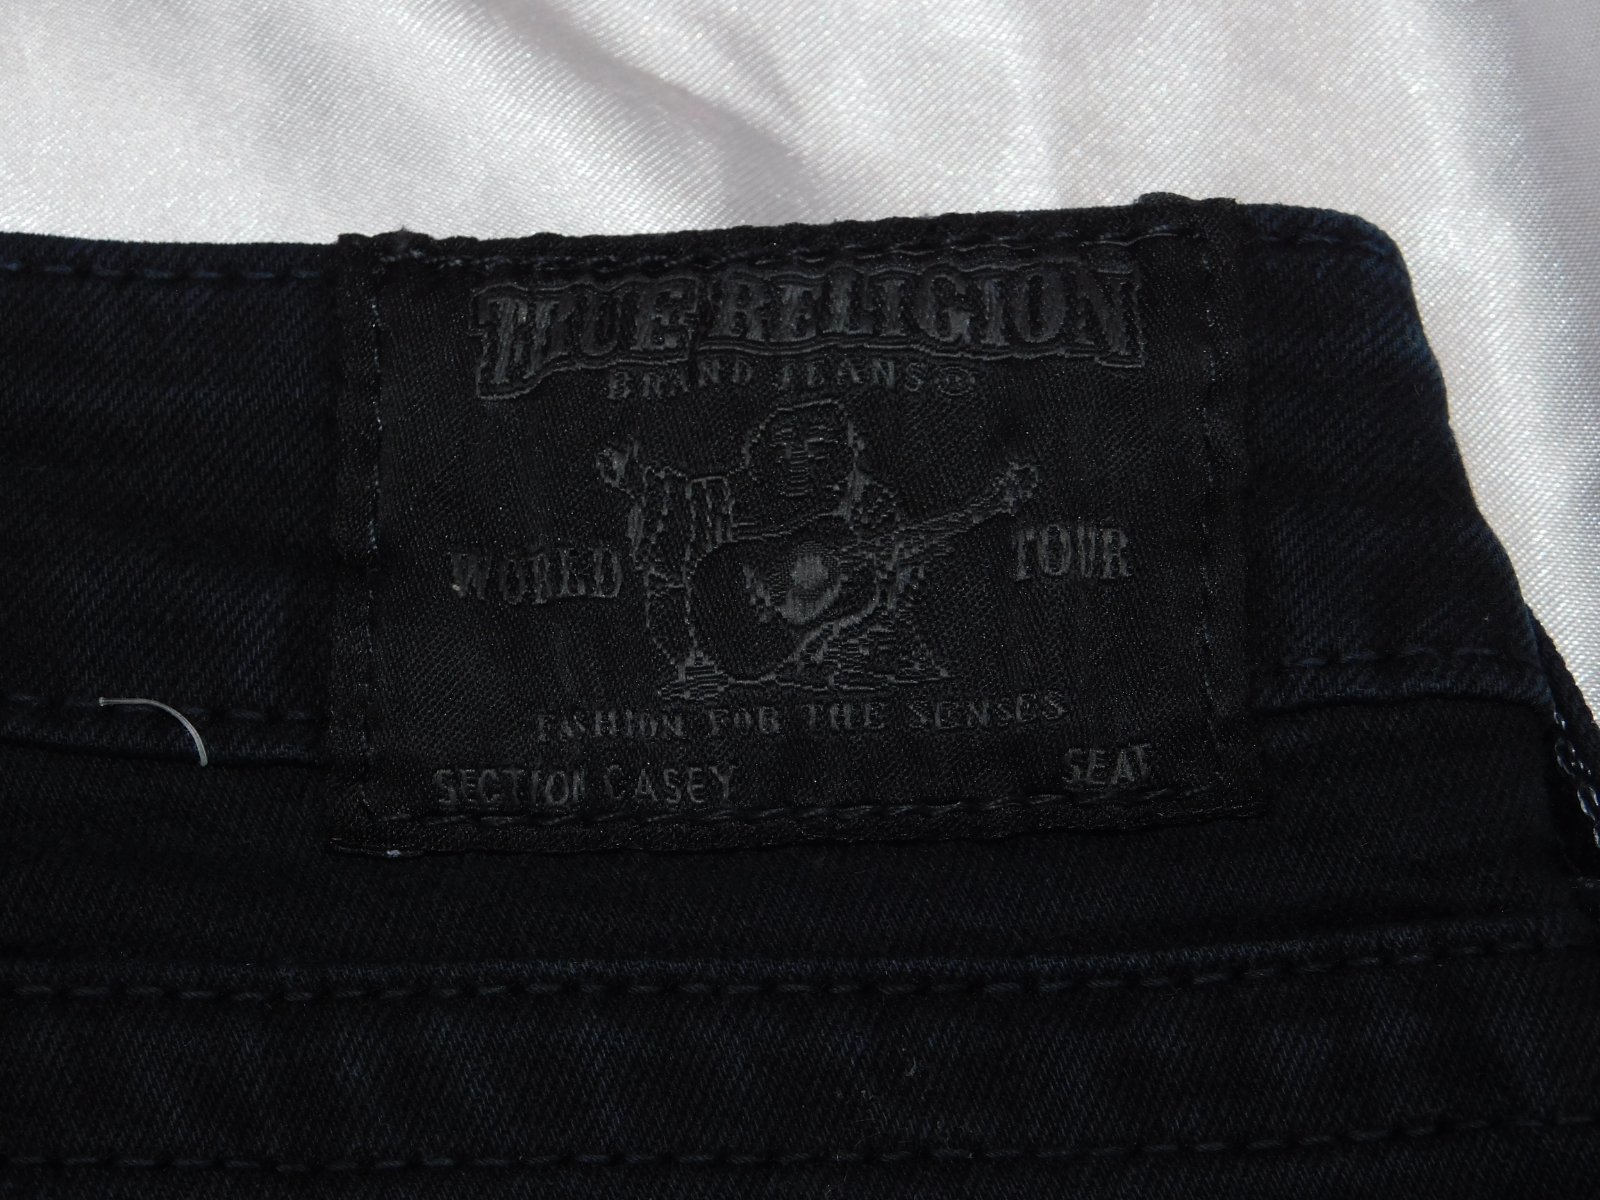 TRUE RELIGION
BRAND JEANS®
WORLD TOUR
FASHION FOR THE SENSES
SECTION CASEY SEAT